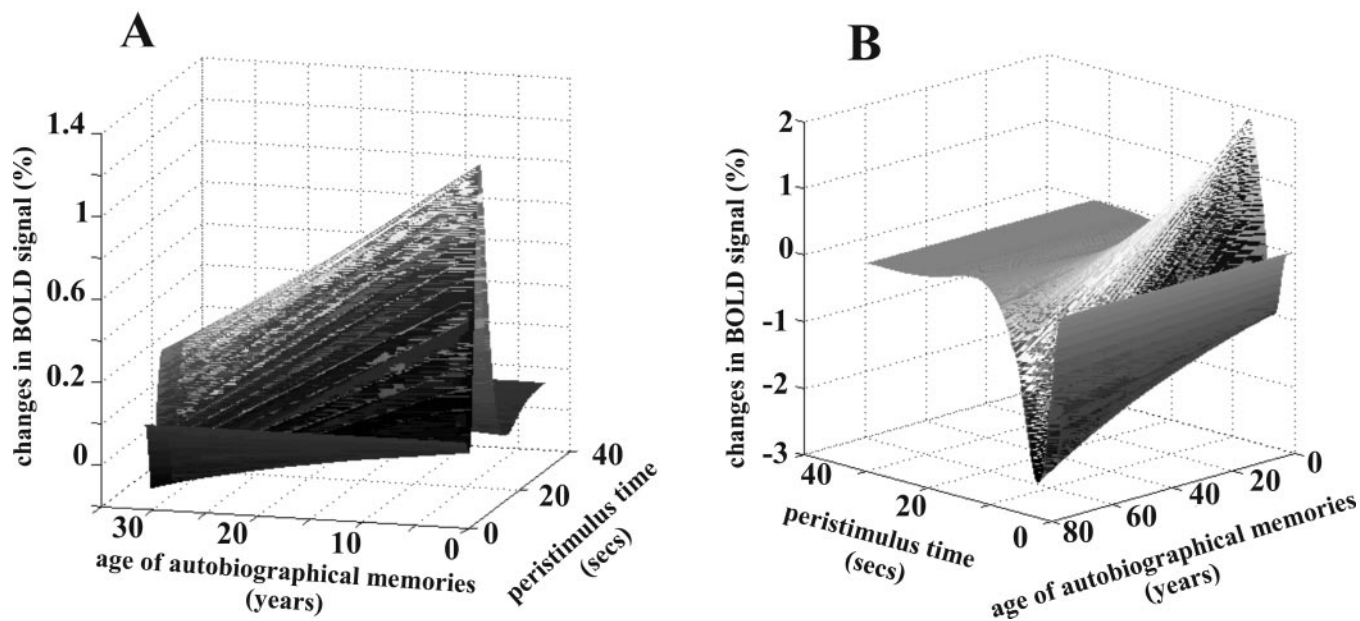 A
changes in BOLD signal (%)
1.4
1
0.6
0.2
0
30
20
10
0
age of autobiographical memories
(years)
0
20
40
peristimulus time
(secs)
B
changes in BOLD signal (%)
2
1
0
-1
-2
-3
40
20
0
peristimulus time
(secs)
80
60
40
20
0
age of autobiographical memories
(years)